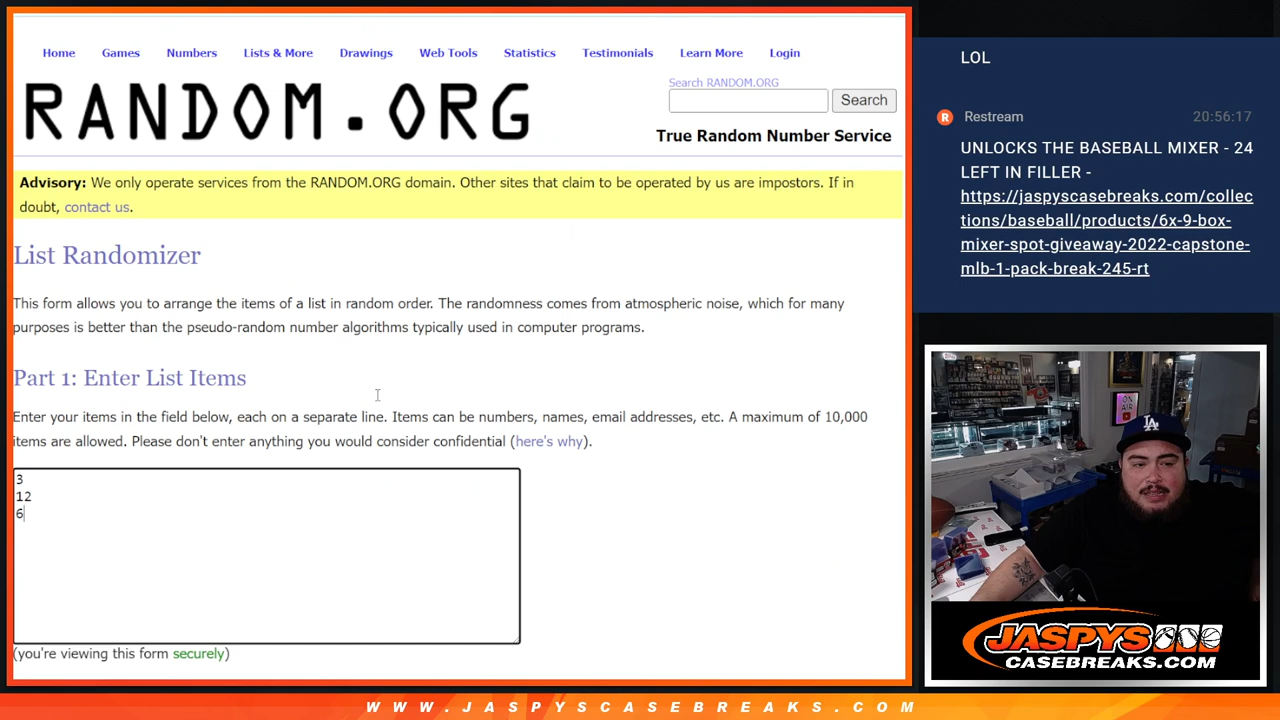 Home Games Numbers Lists & More Drawings Web Tools Statistics Testimonials Learn More Login
RANDOM.ORG
Search RANDOM.ORG
Search
True Random Number Service
Advisory: We only operate services from the RANDOM.ORG domain. Other sites that claim to be operated by us are impostors. If in
doubt, contact us.
List Randomizer
This form allows you to arrange the items of a list in random order. The randomness comes from atmospheric noise, which for many
purposes is better than the pseudo-random number algorithms typically used in computer programs.
Part 1: Enter List Items
Enter your items in the field below, each on a separate line. Items can be numbers, names, email addresses, etc. A maximum of 10,000
items are allowed. Please don't enter anything you would consider confidential (here's why).
3
12
6
(you're viewing this form securely)
LOL
R Restream 20:56:17
UNLOCKS THE BASEBALL MIXER - 24
LEFT IN FILLER -
https://jaspyscasebreaks.com/collec
tions/baseball/products/6x-9-box-
mixer-spot-giveaway-2022-capstone-
mlb-1-pack-break-245-rt
ON AIR
LA
JASPYS
CASEBREAKS.COM
WWW.JASPYSCASEBREAKS.COM